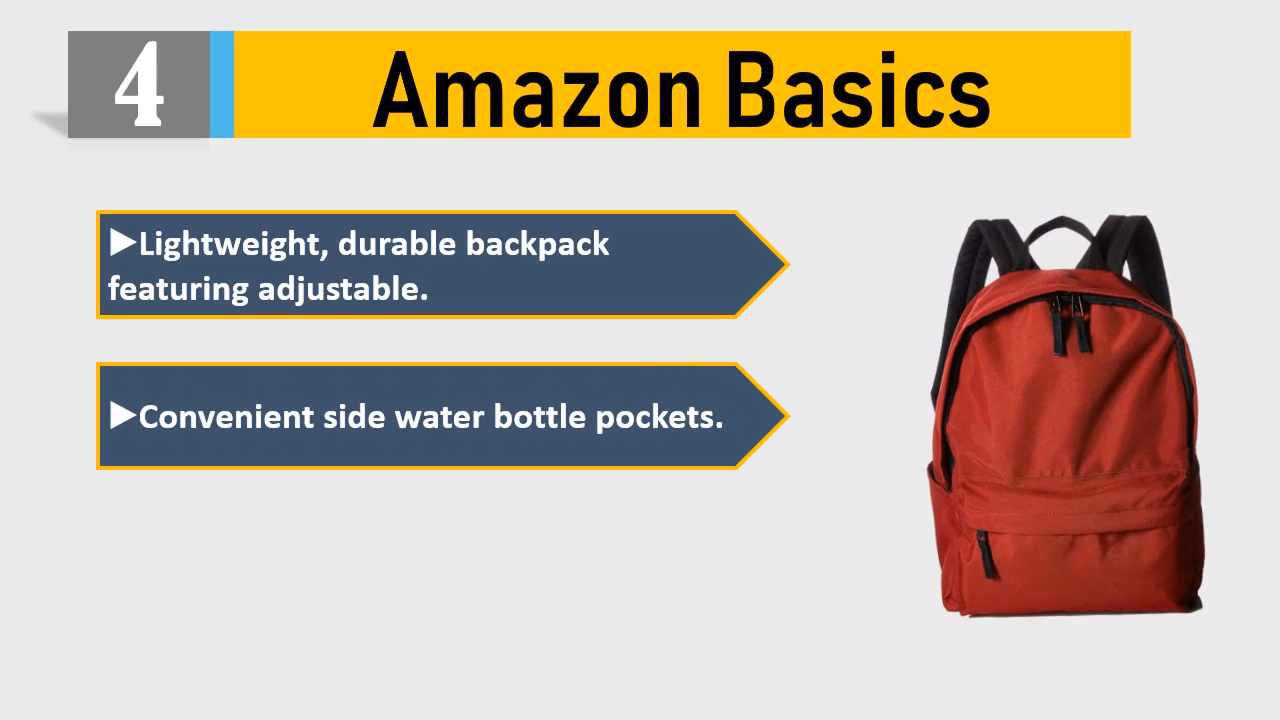 4
Amazon Basics
►Lightweight, durable backpack
featuring adjustable.
►Convenient side water bottle pockets.